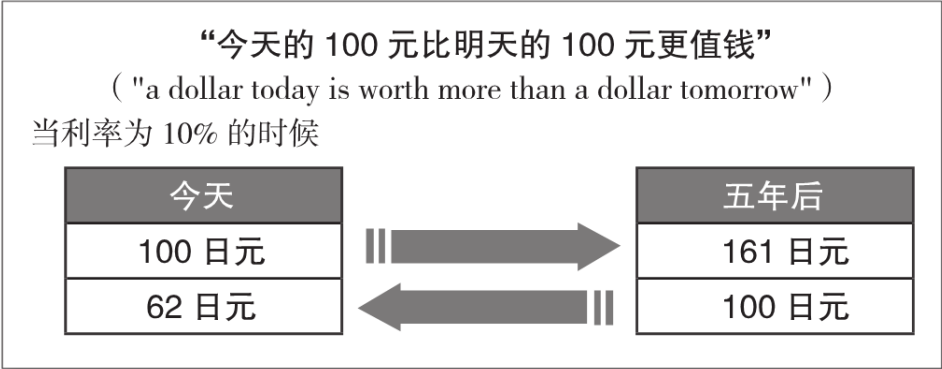 “今天的 100 元比明天的 100 元更值钱”
（ "a dollar today is worth more than a dollar tomorrow" ）
当利率为 10% 的时候
今天 五年后
100 日元 161 日元
62 日元 100 日元